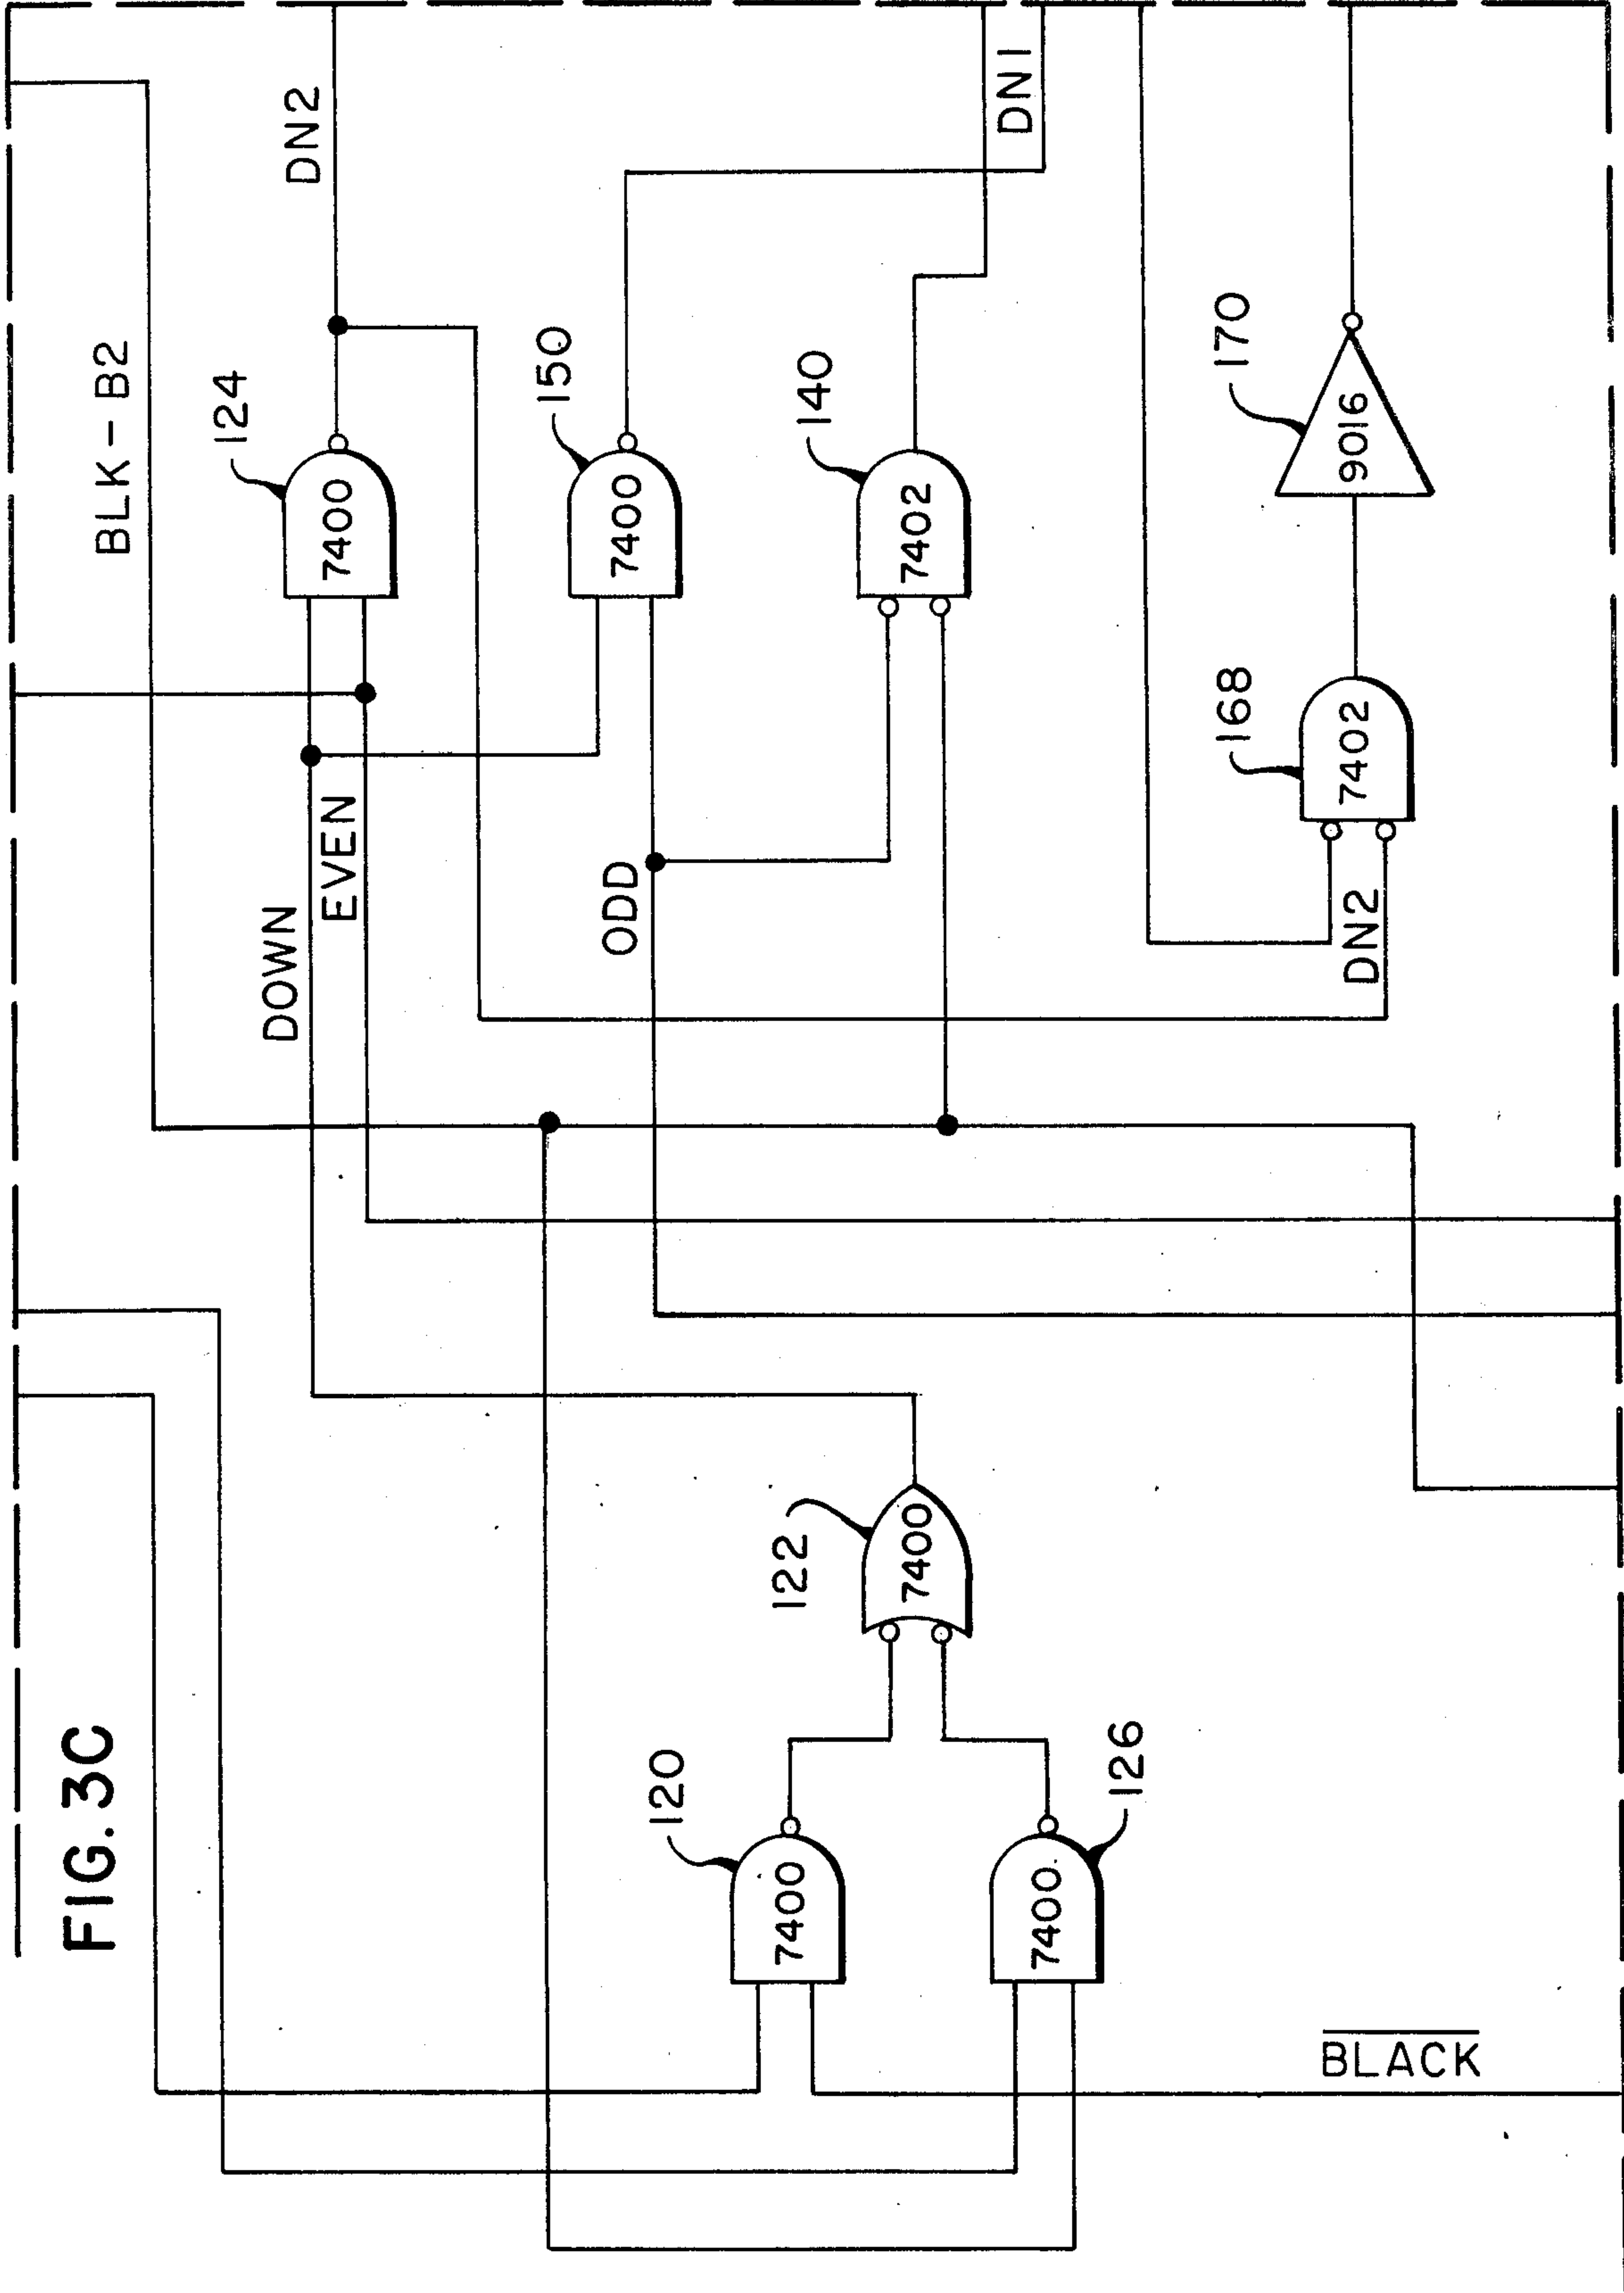 FIG. 3C
BLK-B2
DN2
124
7400
DOWN
EVEN
150
7400
ODD
DN1
140
7402
122
7400
120
7400
126
7400
168
7402
DN2
170
9016
BLACK